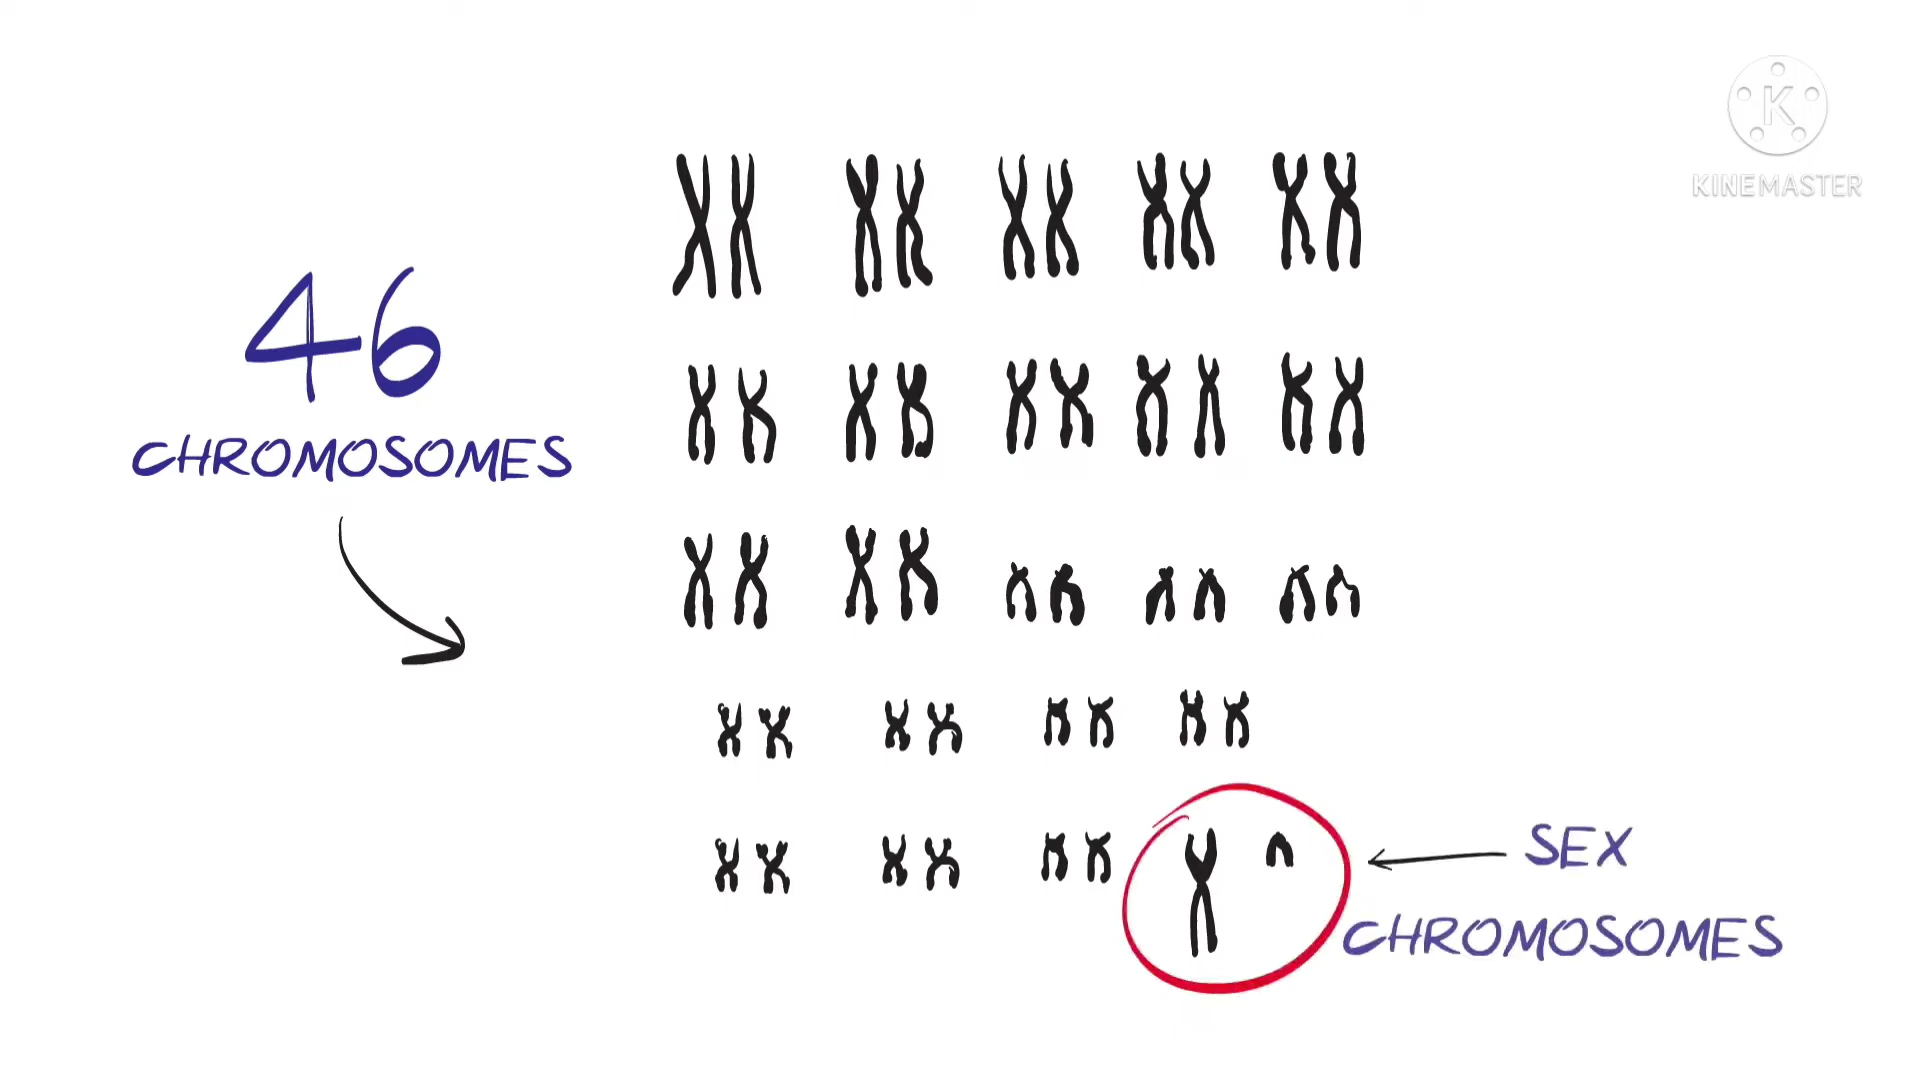 K
KINEMASTER
46
CHROMOSOMES
SEX
CHROMOSOMES